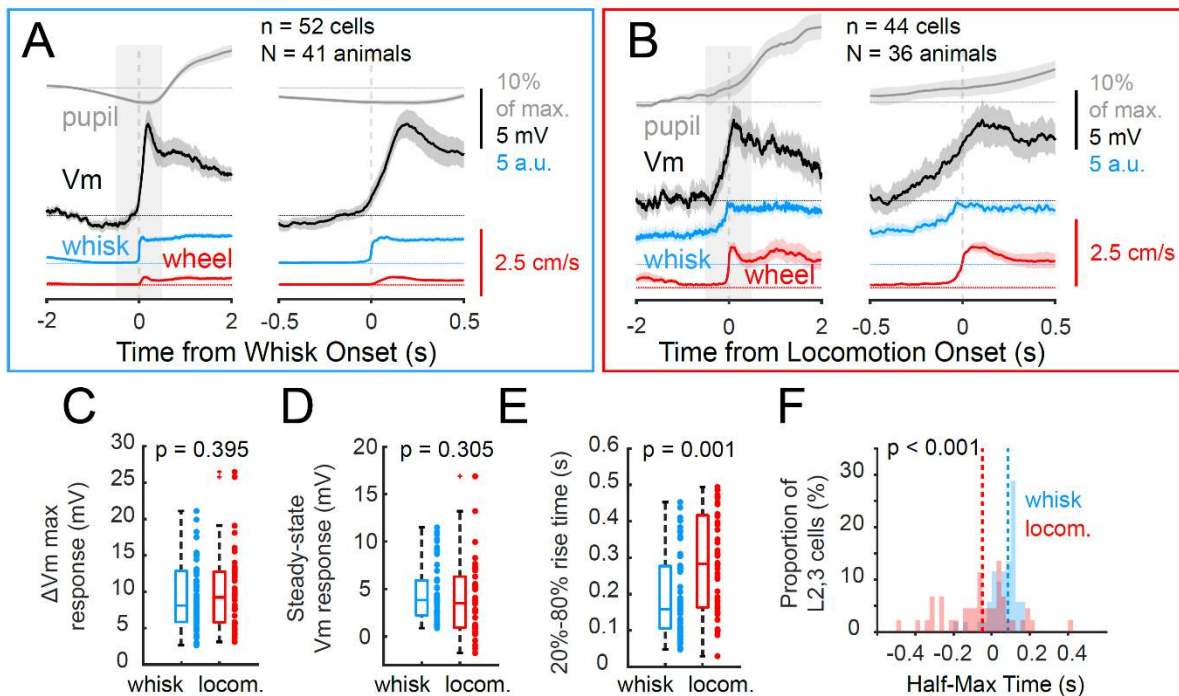 A
n = 52 cells
N = 41 animals
pupil
Vm
whisk
wheel
10%
of max.
5 mV
5 a.u.
2.5 cm/s
-2 0 2
-0.5 0 0.5
Time from Whisk Onset (s)
B
n = 44 cells
N = 36 animals
pupil
Vm
whisk
wheel
10%
of max.
5 mV
5 a.u.
2.5 cm/s
-2 0 2
-0.5 0 0.5
Time from Locomotion Onset (s)
C
p = 0.395
ΔVm max
response (mV)
30
25
20
15
10
5
0
whisk locom.
D
p = 0.305
Steady-state
Vm response (mV)
20
15
10
5
0
whisk locom.
E
p = 0.001
20%-80% rise time (s)
0.6
0.5
0.4
0.3
0.2
0.1
0
whisk locom.
F
p < 0.001
whisk
locom.
Proportion of
L2,3 cells (%)
35
30
20
10
0
-0.4 -0.2 0 0.2 0.4
Half-Max Time (s)